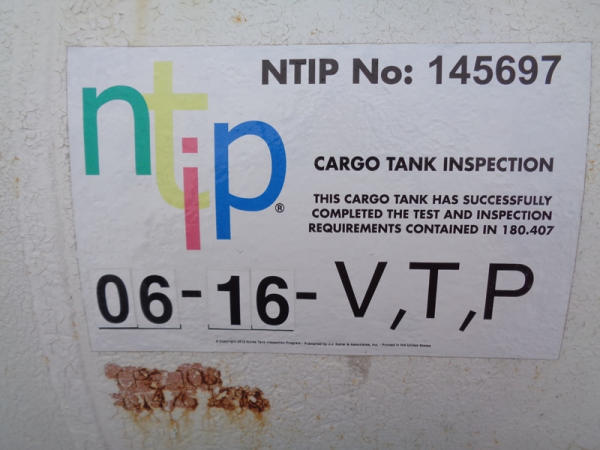 NTIP No: 145697
ntip®
CARGO TANK INSPECTION
THIS CARGO TANK HAS SUCCESSFULLY
COMPLETED THE TEST AND INSPECTION
REQUIREMENTS CONTAINED IN 180.407
06-16-V,T,P